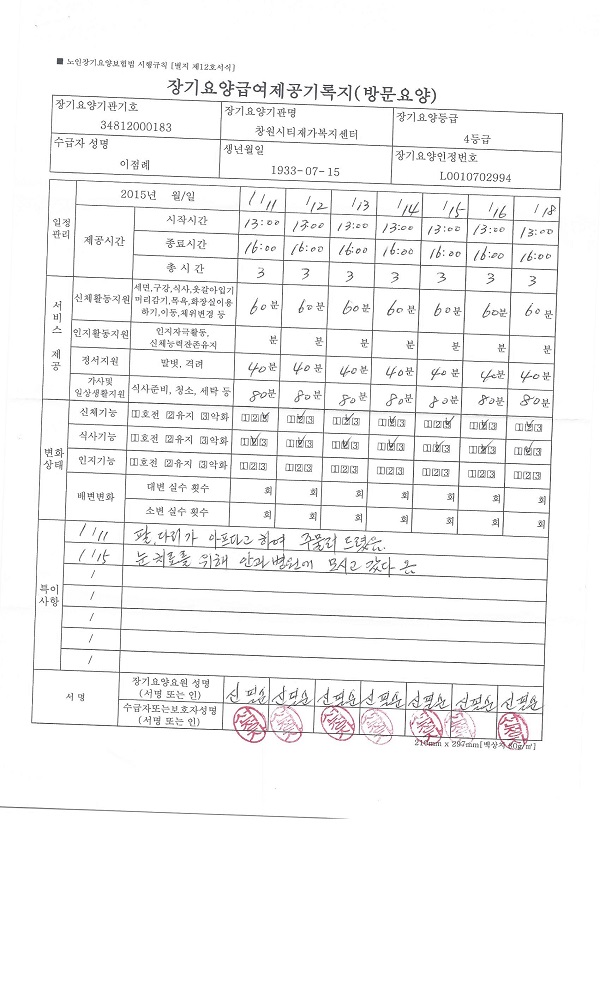 ■ 노인장기요양보험법 시행규칙 [별지 제12호서식]
장기요양급여제공기록지(방문요양)
장기요양기관기호 장기요양기관명 장기요양등급
34812000183 창원시티재가복지센터 4등급
수급자 성명 생년월일 장기요양인정번호
이점례 1933-07-15 L0010702994
일정관리 2015년 월/일 1/11 1/12 1/13 1/14 1/15 1/16 1/18
제공시간 시작시간 13:00 13:00 13:00 13:00 13:00 13:00 13:00
종료시간 16:00 16:00 16:00 16:00 16:00 16:00 16:00
총 시 간 3 3 3 3 3 3 3
서비스 제공
신체활동지원 세면,구강,식사,옷갈아입기 머리감기,목욕,화장실이용 하기,이동,체위변경 등 60분 60분 60분 60분 60분 60분 60분
인지활동지원 인지자극활동, 신체능력잔존유지 분 분 분 분 분 분 분
정서지원 말벗, 격려 40분 40분 40분 40분 40분 40분 40분
가사및 일상생활지원 식사준비, 청소, 세탁 등 80분 80분 80분 80분 80분 80분 80분
변화상태
신체기능 1호전 2유지 3악화 123 123 123 123 123 123 123
식사기능 1호전 2유지 3악화 123 123 123 123 123 123 123
인지기능 1호전 2유지 3악화 123 123 123 123 123 123 123
배변변화 대변 실수 횟수 회 회 회 회 회 회 회
소변 실수 횟수 회 회 회 회 회 회 회
특이사항
1/11 팔,다리가 아프다고 하여 주물러 드렸음.
1/15 눈 치료를 위해 안과병원에 모시고 갔다 옴
/
/
/
/
서 명
장기요양요원 성명 (서명 또는 인) 신필순 신필순 신필순 신필순 신필순 신필순 신필순
수급자또는보호자성명 (서명 또는 인)
210mm x 297mm[백상지 80g/㎡]